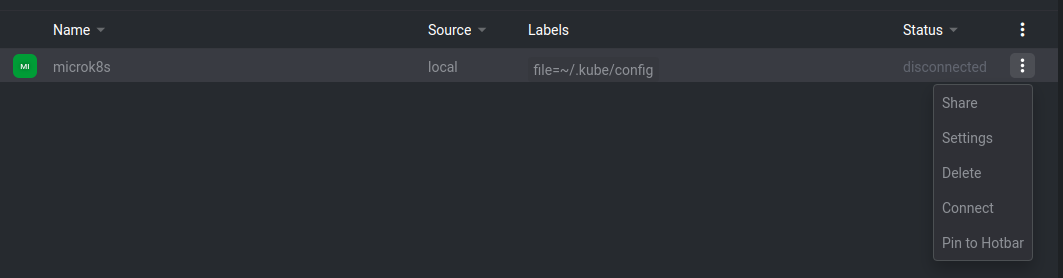 Name Source Labels Status
MI microk8s local file=~/.kube/config disconnected
Share
Settings
Delete
Connect
Pin to Hotbar